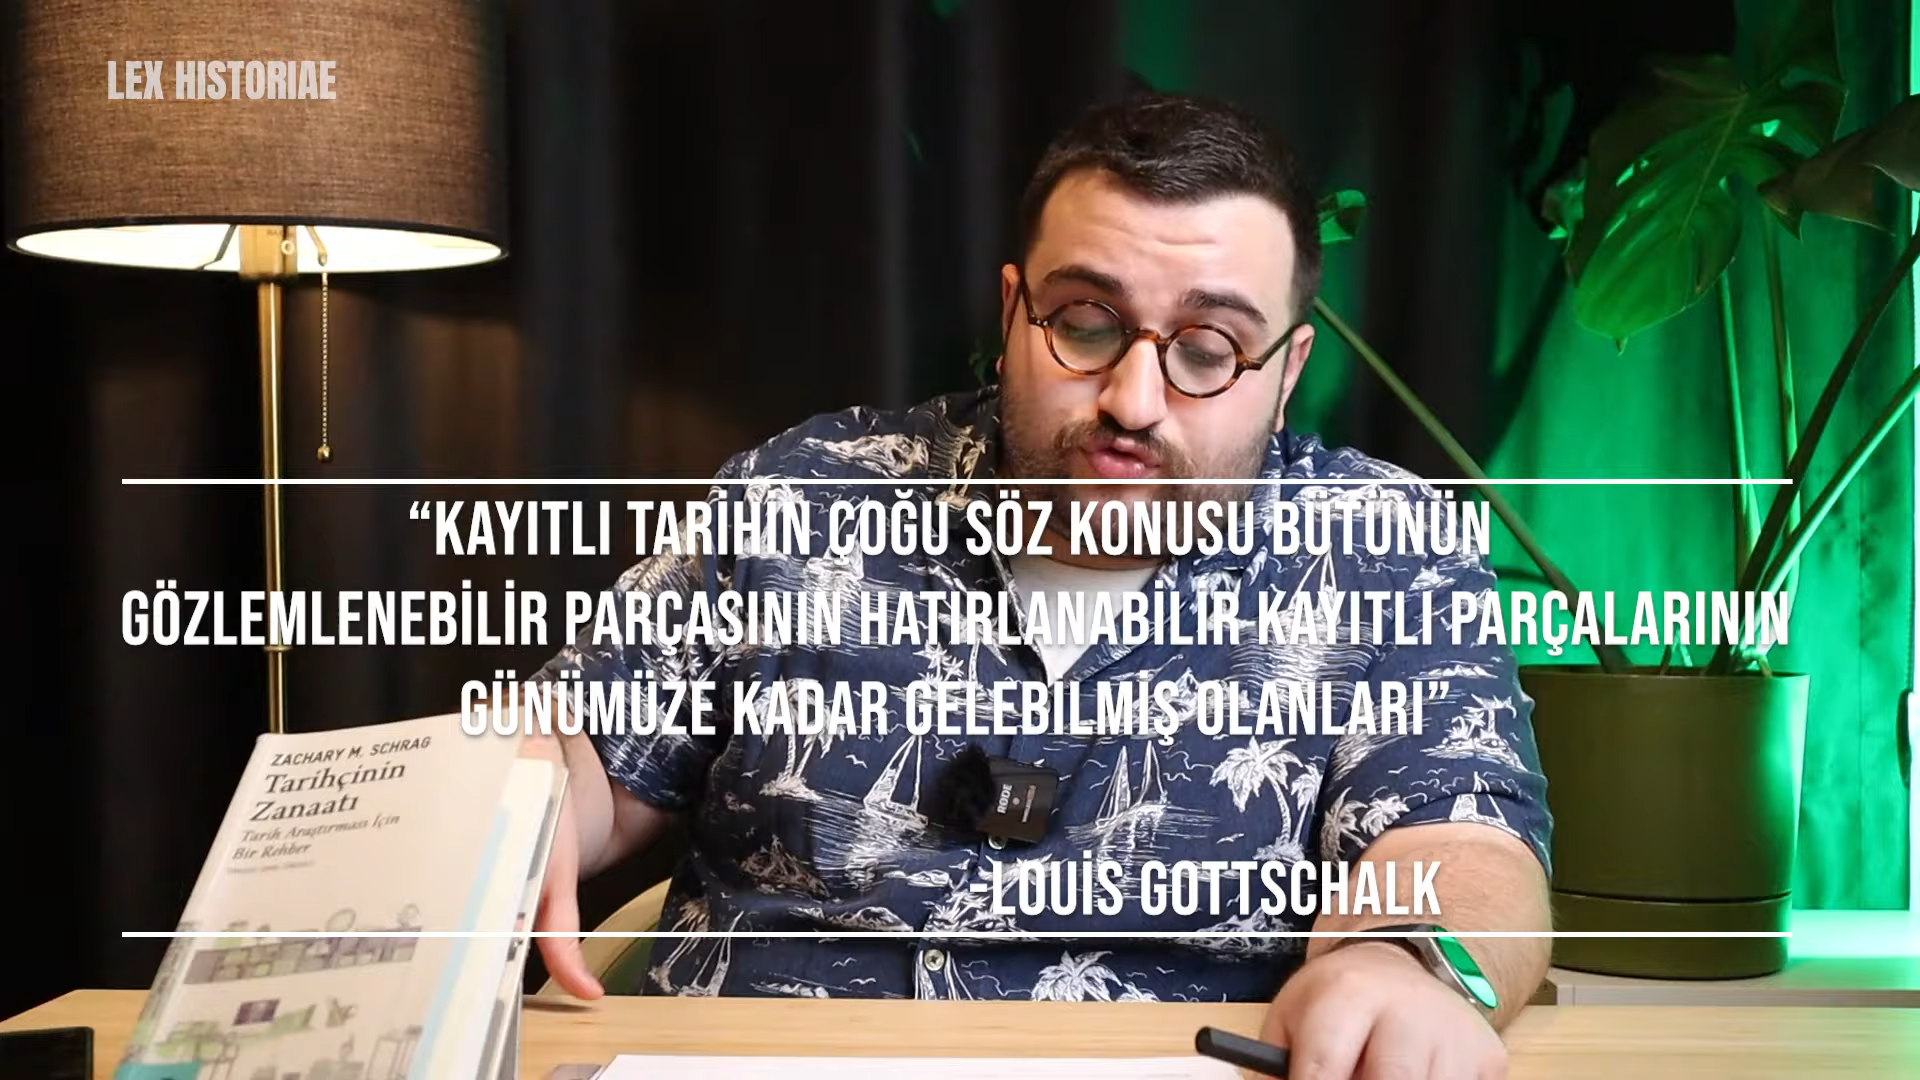 LEX HISTORIAE
“KAYITLI TARİHİN ÇOĞU SÖZ KONUSU BÜTÜNÜN
GÖZLEMLENEBİLİR PARÇASININ HATIRLANABİLİR KAYITLI PARÇALARININ
GÜNÜMÜZE KADAR GELEBİLMİŞ OLANLARI”
-LOUİS GOTTSCHALK
ZACHARY M. SCHRAG
Tarihçinin
Zanaatı
Tarih Araştırması İçin
Bir Rehber
RØDE